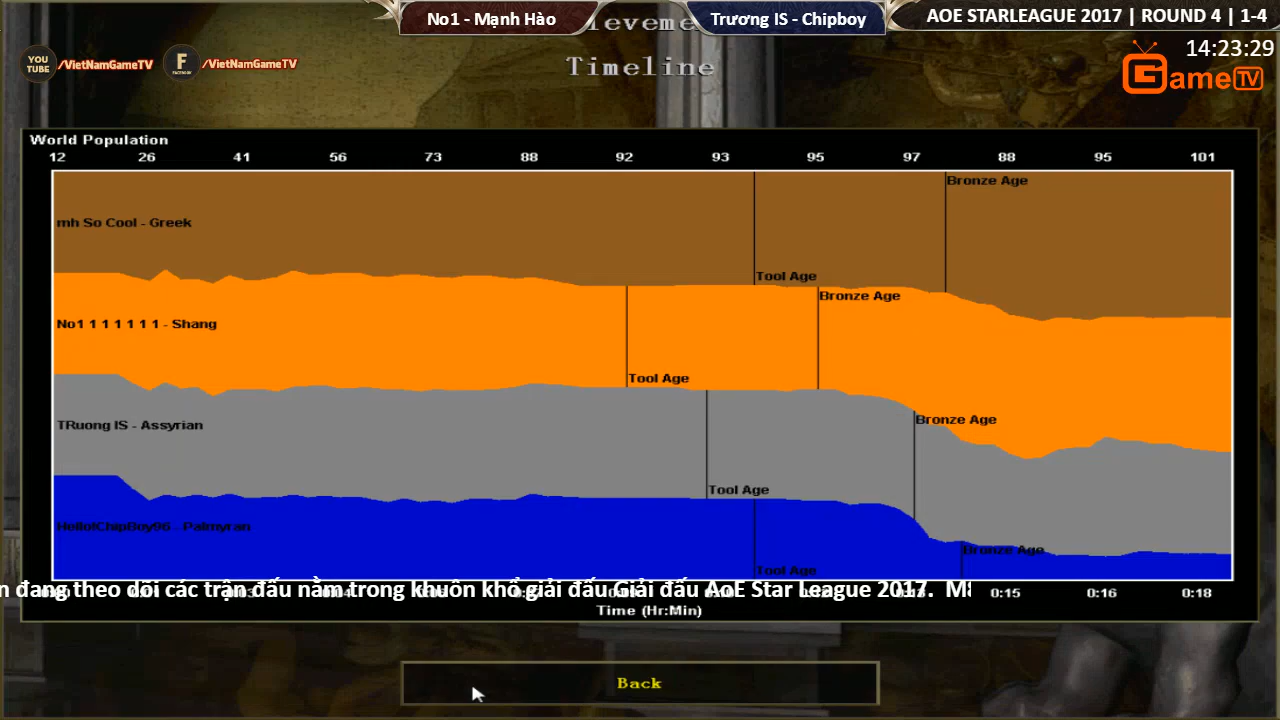 No1 - Mạnh Hào
Trương IS - Chipboy
AOE STARLEAGUE 2017 | ROUND 4 | 1-4
14:23:29
YOU TUBE /VietNamGameTV
F FACEBOOK /VietNamGameTV
GameTV
Timeline
World Population
12 26 41 56 73 88 92 93 95 97 88 95 101
Bronze Age
mh So Cool - Greek
Tool Age
Bronze Age
No1 1 1 1 1 1 1 - Shang
Tool Age
Bronze Age
TRuong IS - Assyrian
Tool Age
Hello!ChipBoy96 - Palmyran
Bronze Age
Tool Age
đang theo dõi các trận đấu nằm trong khuôn khổ giải đấu Giải đấu AoE Star League 2017.
0:15 0:16 0:18
Time (Hr:Min)
Back